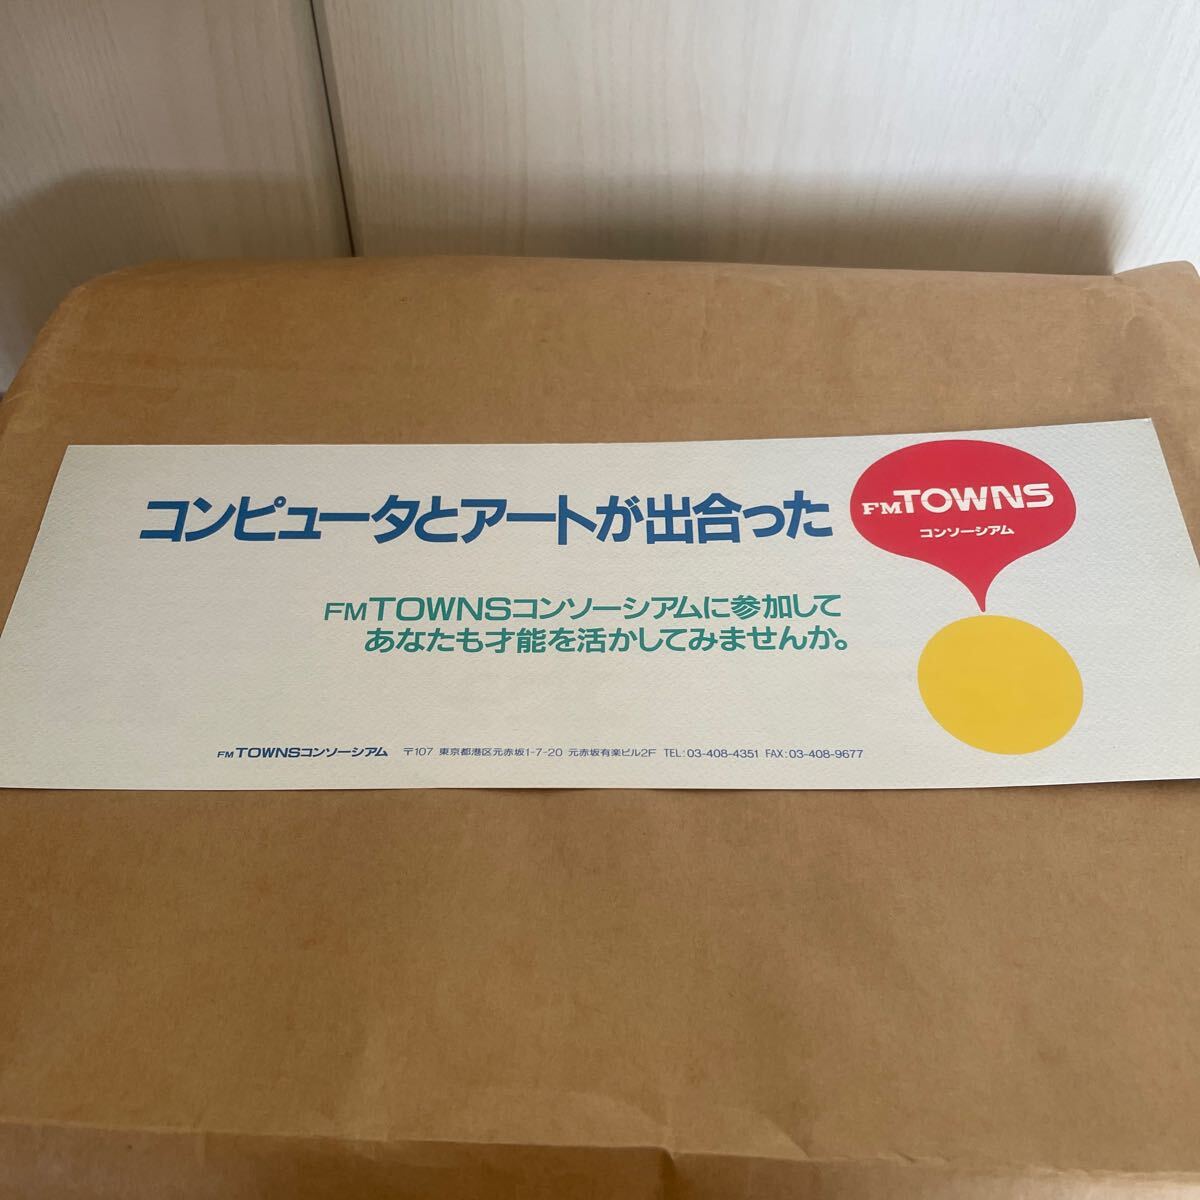 コンピュータとアートが出合った
FM TOWNS
コンソーシアム
FM TOWNSコンソーシアムに参加して
あなたも才能を活かしてみませんか。
FM TOWNSコンソーシアム 〒107 東京都港区元赤坂1-7-20 元赤坂有楽ビル2F TEL:03-408-4351 FAX:03-408-9677